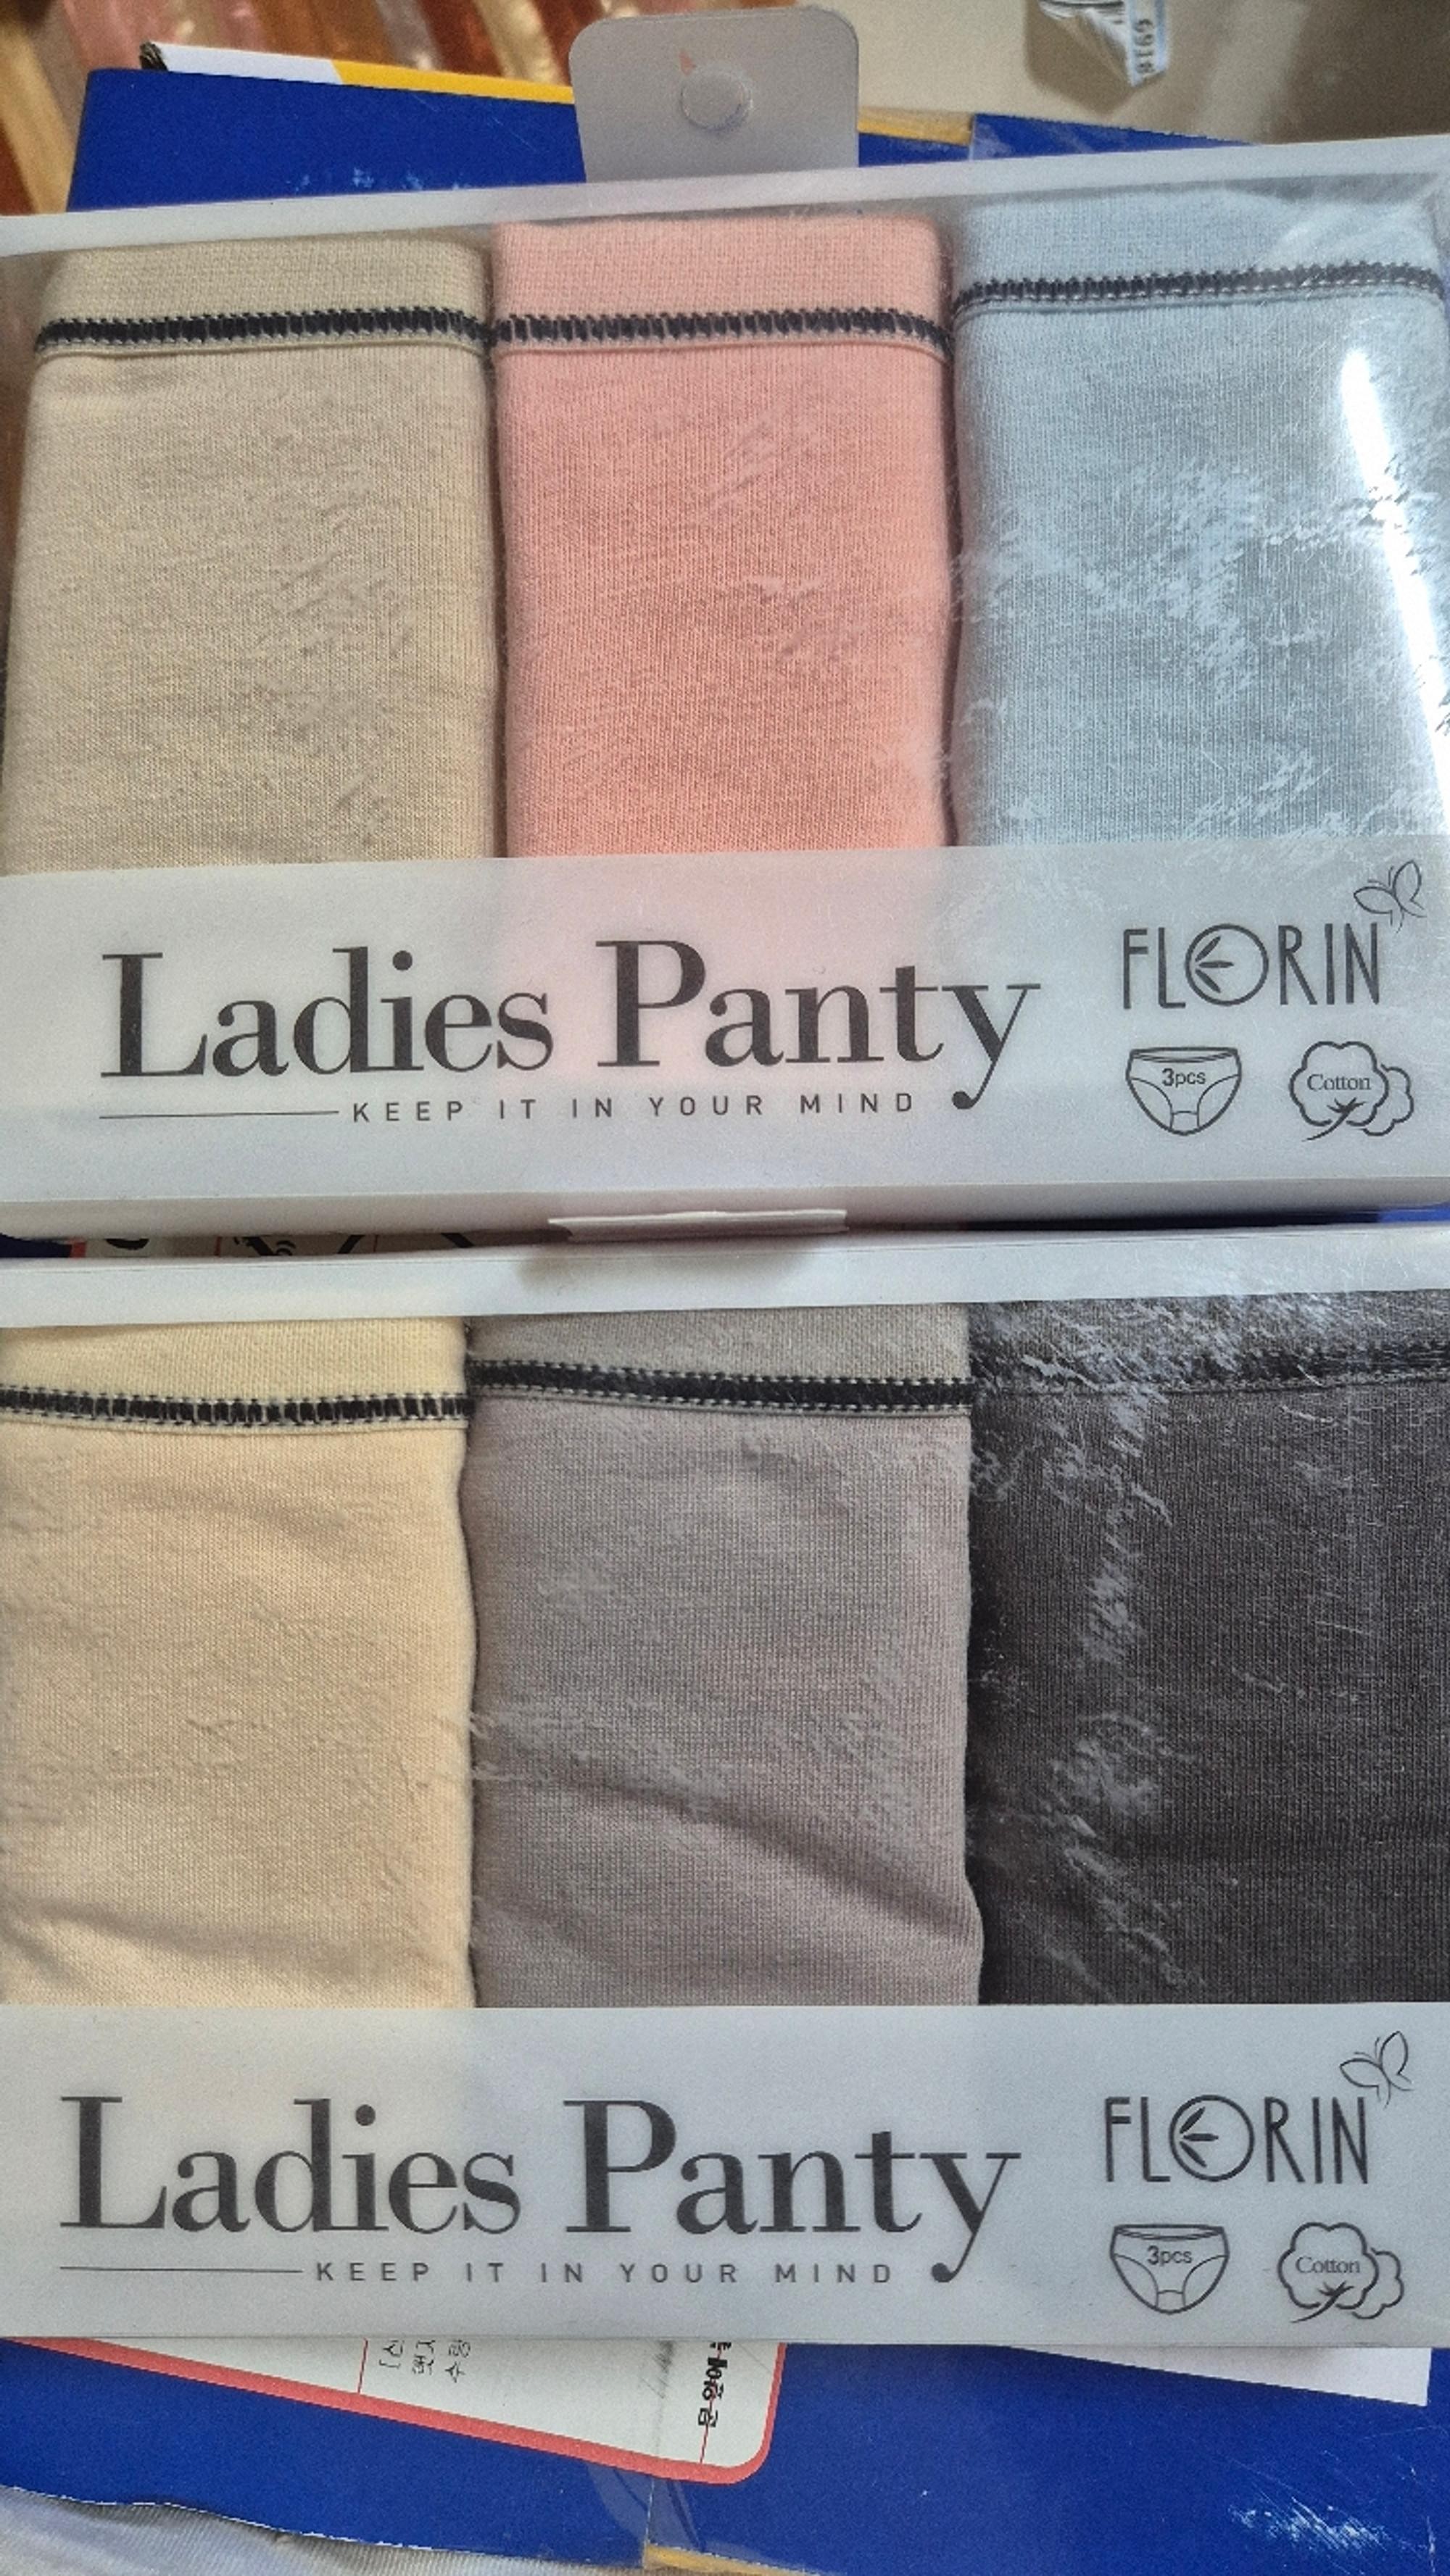 Ladies Panty
KEEP IT IN YOUR MIND
FLORIN
3pcs
Cotton
Ladies Panty
KEEP IT IN YOUR MIND
FLORIN
3pcs
Cotton